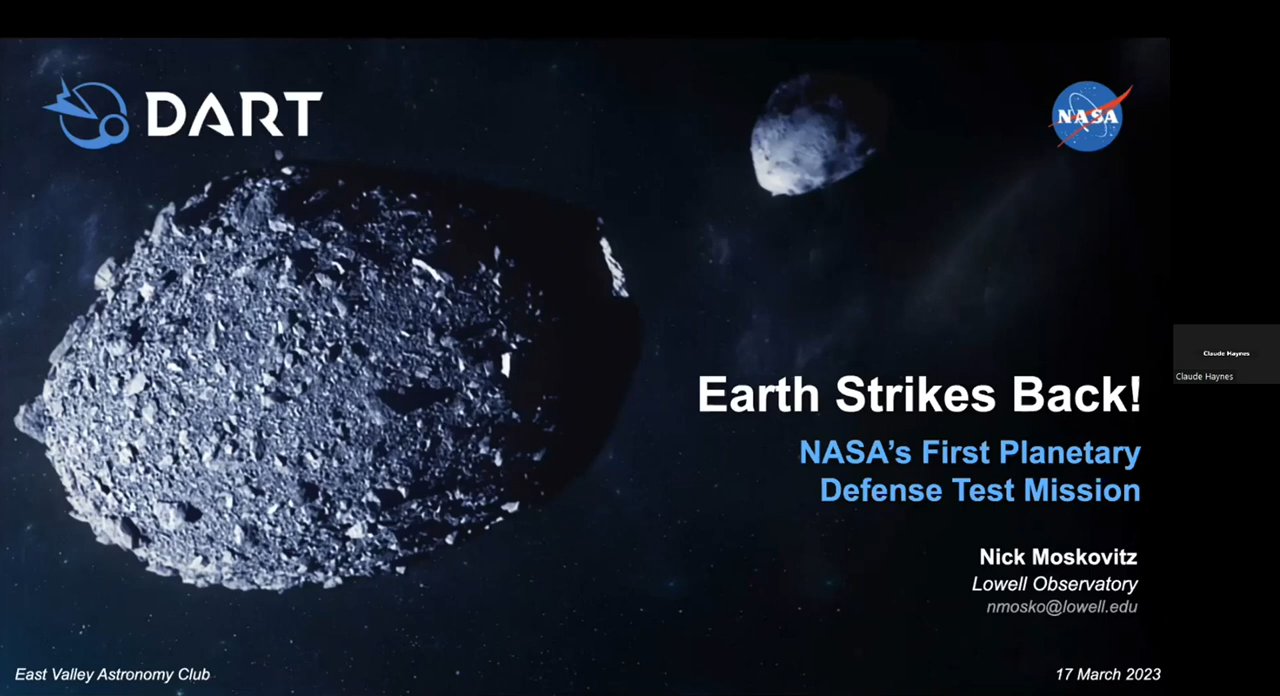 DART
NASA
Claude Haynes
Claude Haynes
Earth Strikes Back!
NASA's First Planetary
Defense Test Mission
Nick Moskovitz
Lowell Observatory
nmosko@lowell.edu
East Valley Astronomy Club
17 March 2023